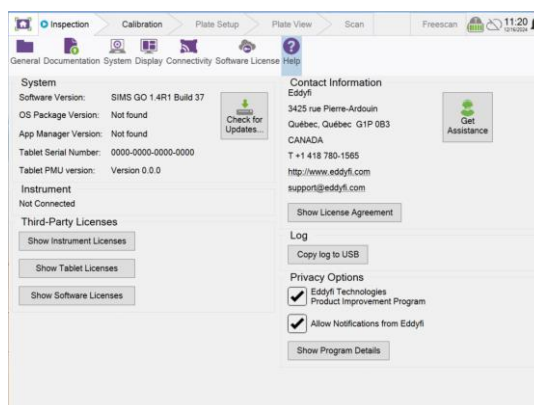 Inspection
Calibration
Plate Setup
Plate View
Scan
Freescan
11:20
12/16/2024
General Documentation System Display Connectivity Software License Help
System
Software Version: SIMS GO 1.4R1 Build 37
OS Package Version: Not found
App Manager Version: Not found
Tablet Serial Number: 0000-0000-0000-0000
Tablet PMU version: Version 0.0.0
Check for
Updates...
Instrument
Not Connected
Third-Party Licenses
Show Instrument Licenses
Show Tablet Licenses
Show Software Licenses
Contact Information
Eddyfi
3425 rue Pierre-Ardouin
Québec, Québec G1P 0B3
CANADA
T +1 418 780-1565
http://www.eddyfi.com
support@eddyfi.com
Get
Assistance
Show License Agreement
Log
Copy log to USB
Privacy Options
Eddyfi Technologies
Product Improvement Program
Allow Notifications from Eddyfi
Show Program Details